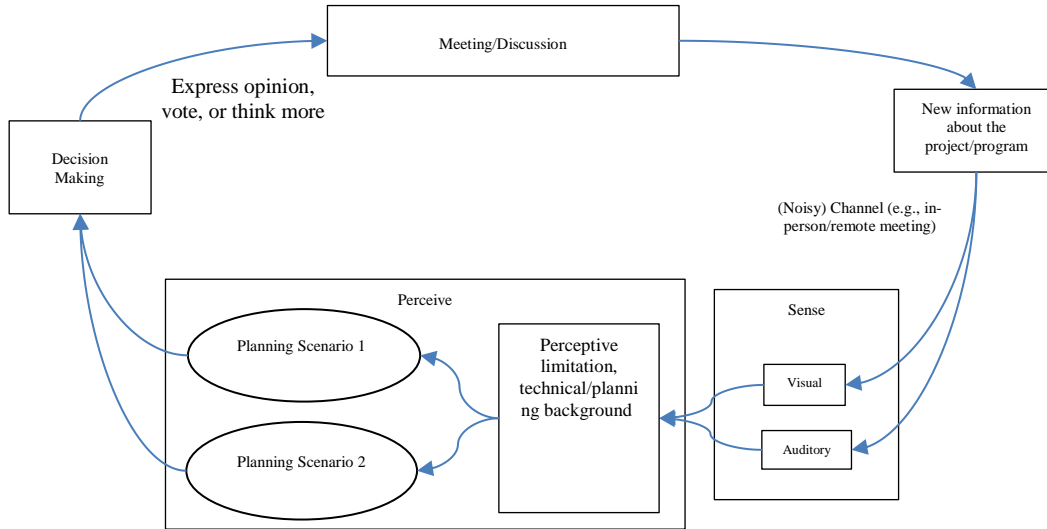 Meeting/Discussion
Express opinion,
vote, or think more
New information
about the
project/program
Decision
Making
(Noisy) Channel (e.g., in-
person/remote meeting)
Perceive
Sense
Planning Scenario 1
Perceptive
limitation,
technical/planni
ng background
Visual
Planning Scenario 2
Auditory